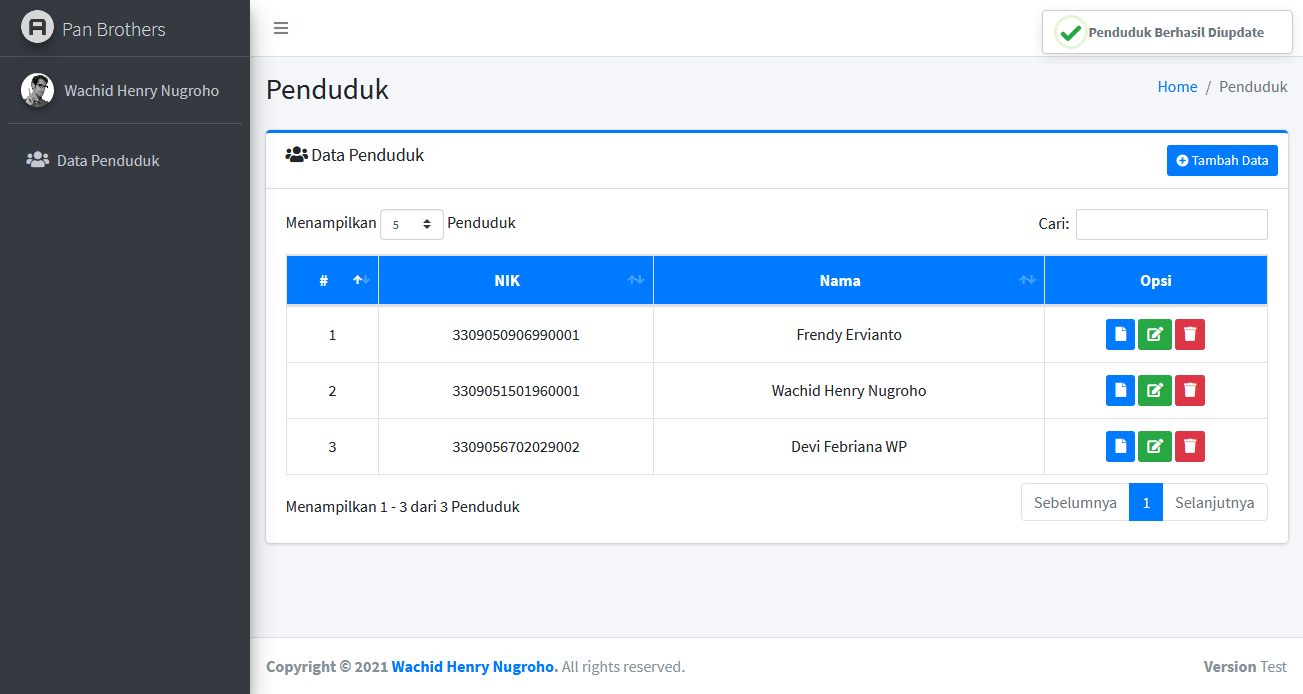 Pan Brothers
Penduduk Berhasil Diupdate
Wachid Henry Nugroho
Data Penduduk
Penduduk
Home / Penduduk
Data Penduduk
Tambah Data
Menampilkan 5 Penduduk
Cari:
# NIK Nama Opsi
1 3309050906990001 Frendy Ervianto
2 3309051501960001 Wachid Henry Nugroho
3 3309056702029002 Devi Febriana WP
Menampilkan 1 - 3 dari 3 Penduduk
Sebelumnya 1 Selanjutnya
Copyright © 2021 Wachid Henry Nugroho. All rights reserved.
Version Test